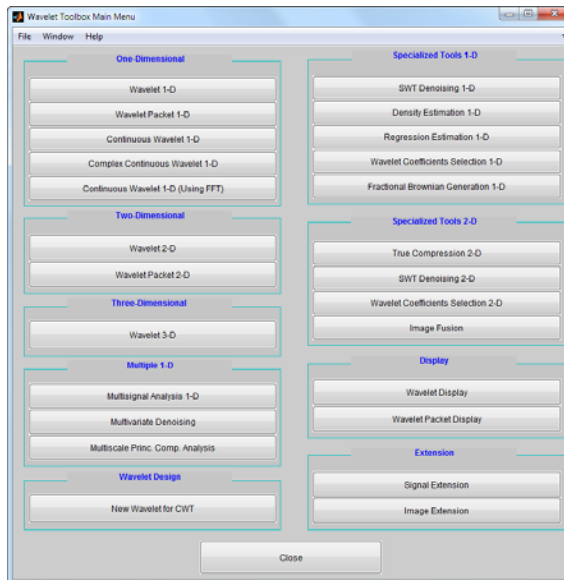 Wavelet Toolbox Main Menu
File Window Help
One-Dimensional
Wavelet 1-D
Wavelet Packet 1-D
Continuous Wavelet 1-D
Complex Continuous Wavelet 1-D
Continuous Wavelet 1-D (Using FFT)
Two-Dimensional
Wavelet 2-D
Wavelet Packet 2-D
Three-Dimensional
Wavelet 3-D
Multiple 1-D
Multisignal Analysis 1-D
Multivariate Denoising
Multiscale Princ. Comp. Analysis
Wavelet Design
New Wavelet for CWT
Specialized Tools 1-D
SWT Denoising 1-D
Density Estimation 1-D
Regression Estimation 1-D
Wavelet Coefficients Selection 1-D
Fractional Brownian Generation 1-D
Specialized Tools 2-D
True Compression 2-D
SWT Denoising 2-D
Wavelet Coefficients Selection 2-D
Image Fusion
Display
Wavelet Display
Wavelet Packet Display
Extension
Signal Extension
Image Extension
Close